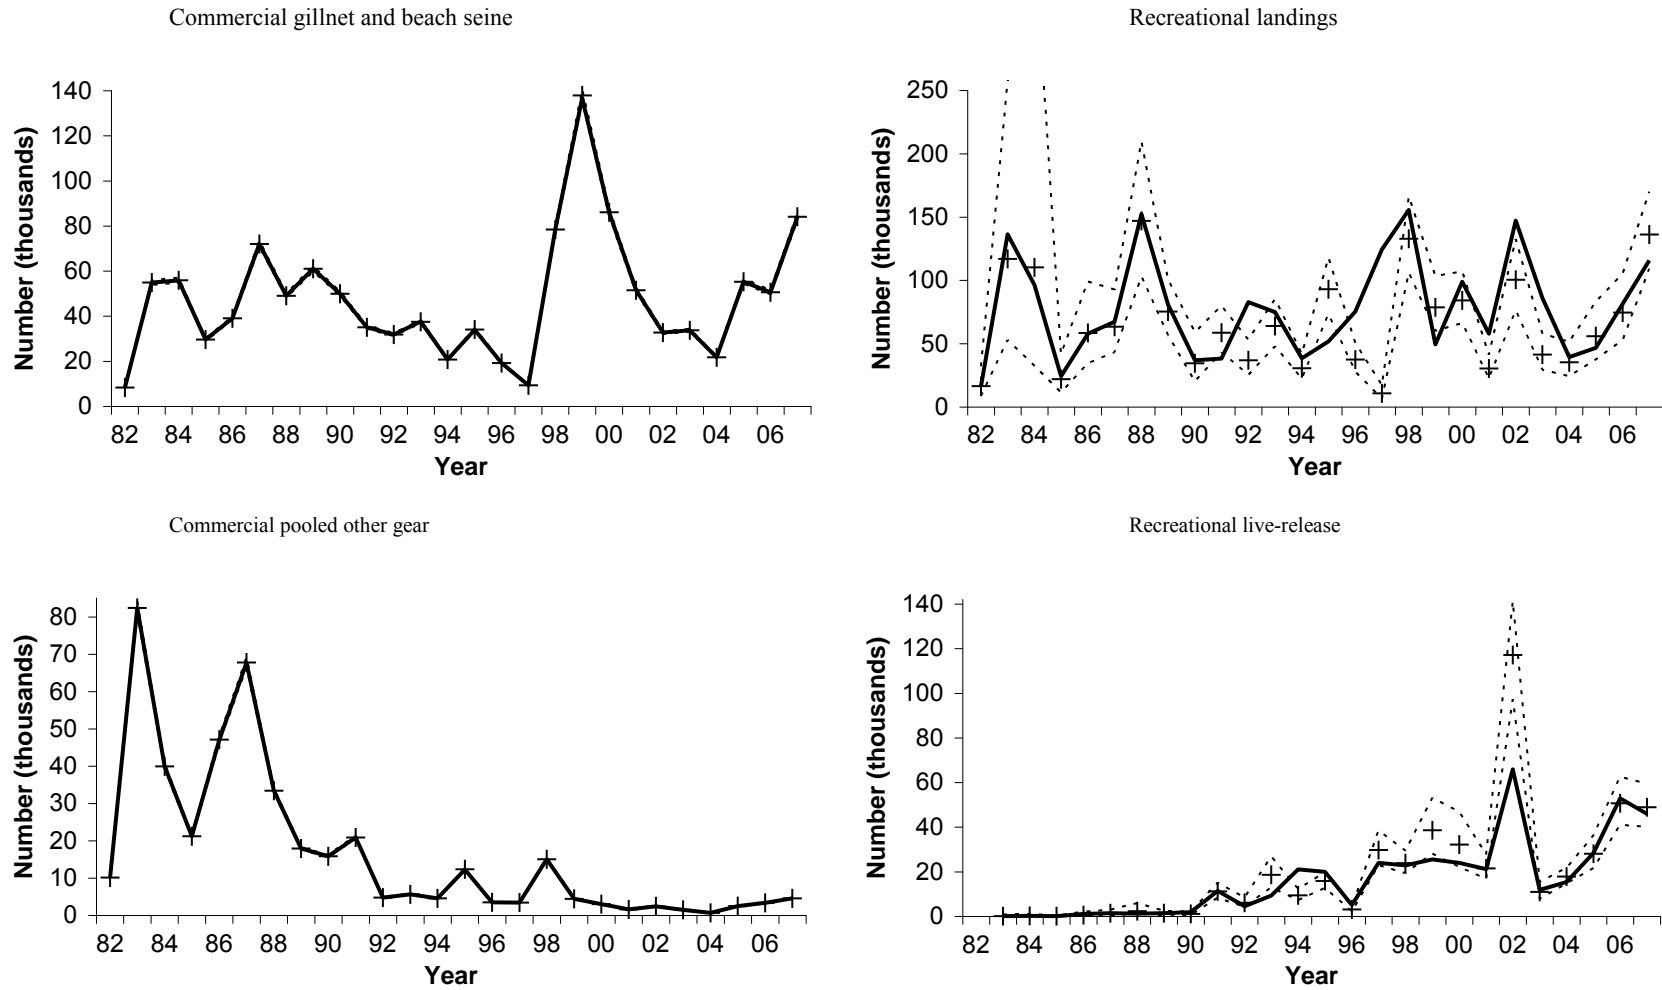 Commercial gillnet and beach seine
Number (thousands)
140
120
100
80
60
40
20
0
82 84 86 88 90 92 94 96 98 00 02 04 06
Year
Recreational landings
Number (thousands)
250
200
150
100
50
0
82 84 86 88 90 92 94 96 98 00 02 04 06
Year
Commercial pooled other gear
Number (thousands)
80
70
60
50
40
30
20
10
0
82 84 86 88 90 92 94 96 98 00 02 04 06
Year
Recreational live-release
Number (thousands)
140
120
100
80
60
40
20
0
82 84 86 88 90 92 94 96 98 00 02 04 06
Year